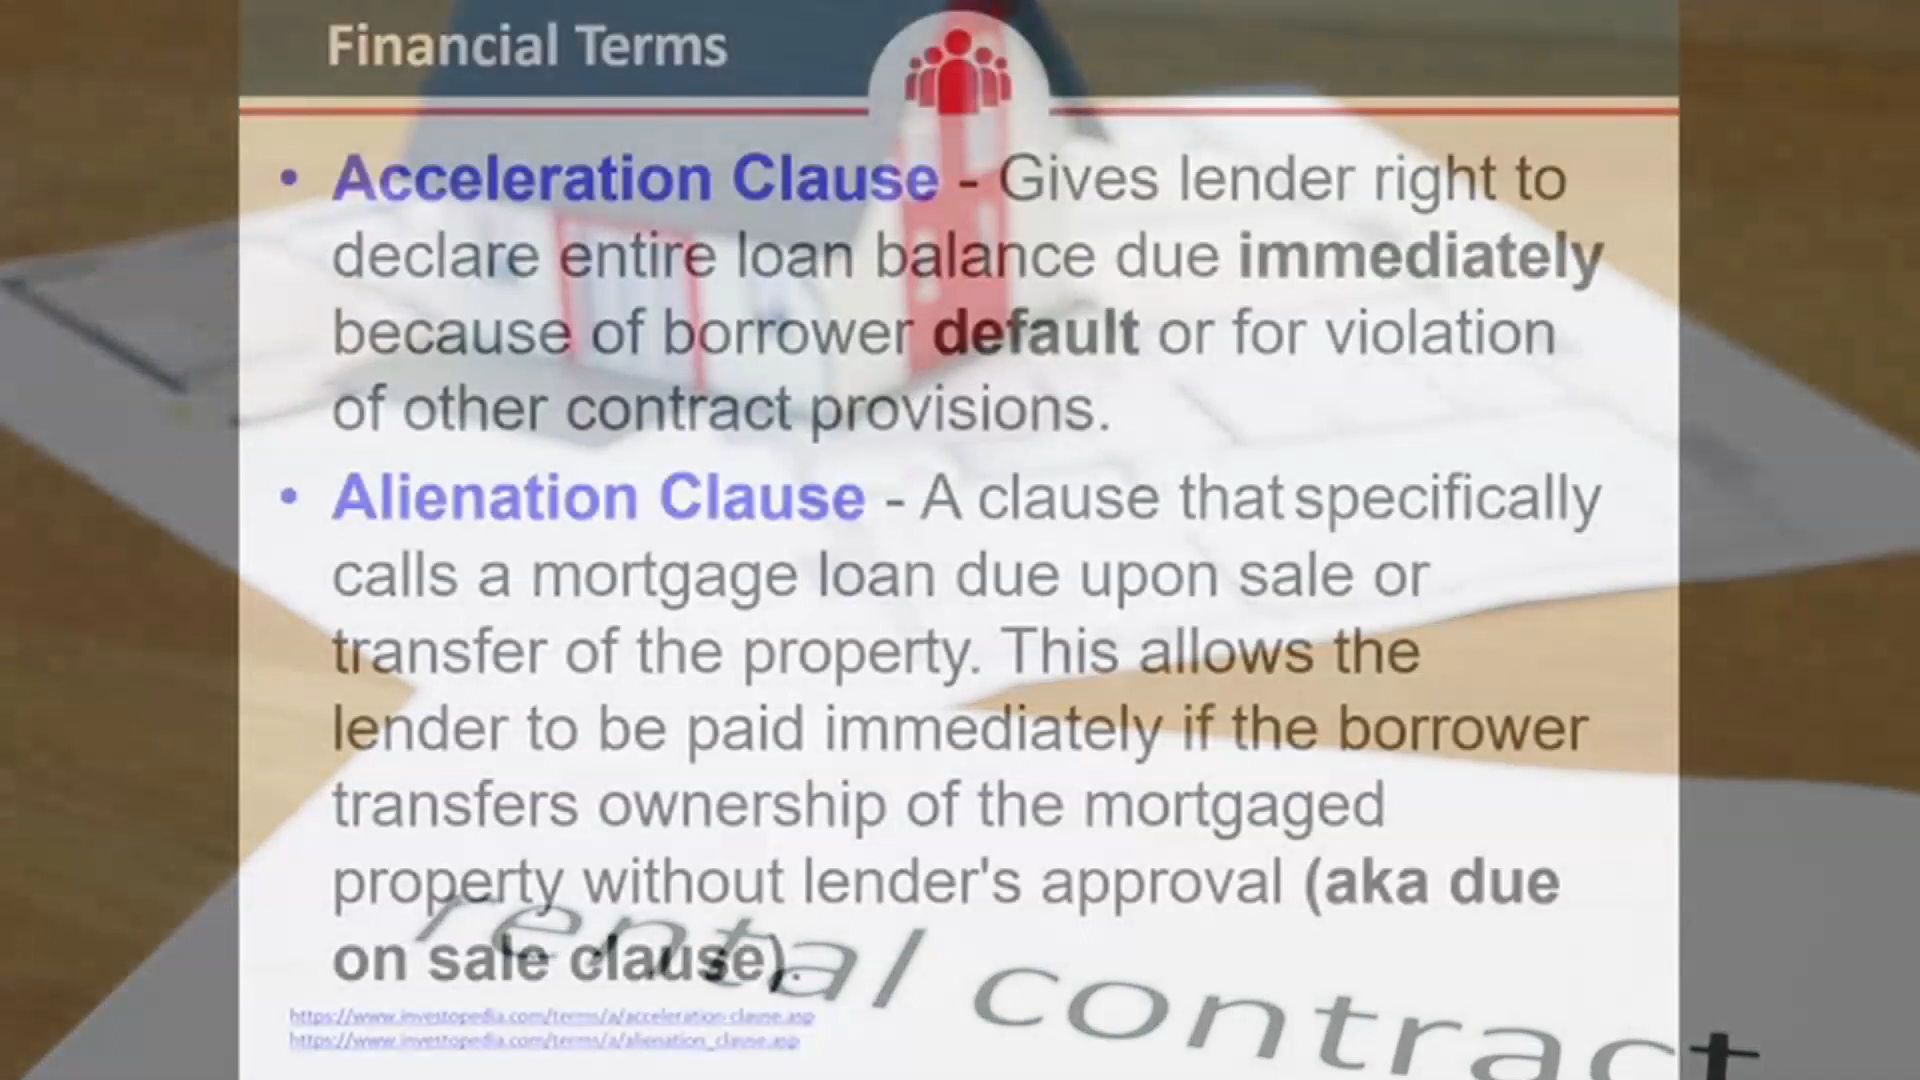 Financial Terms
• Acceleration Clause - Gives lender right to
declare entire loan balance due immediately
because of borrower default or for violation
of other contract provisions.
• Alienation Clause - A clause that specifically
calls a mortgage loan due upon sale or
transfer of the property. This allows the
lender to be paid immediately if the borrower
transfers ownership of the mortgaged
property without lender's approval (aka due
on sale clause).
rental contract
https://www.investopedia.com/terms/a/acceleration-clause.asp
https://www.investopedia.com/terms/a/alienation_clause.asp